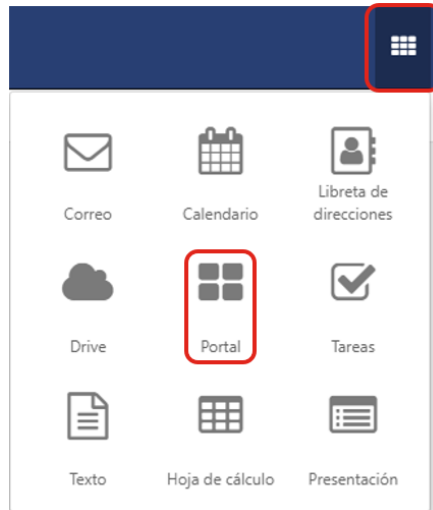 Correo
Calendario
Libreta de
direcciones
Drive
Portal
Tareas
Texto
Hoja de cálculo
Presentación